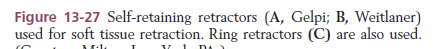 Figure 13-27 Self-retaining retractors (A, Gelpi; B, Weitlaner)
used for soft tissue retraction. Ring retractors (C) are also used.